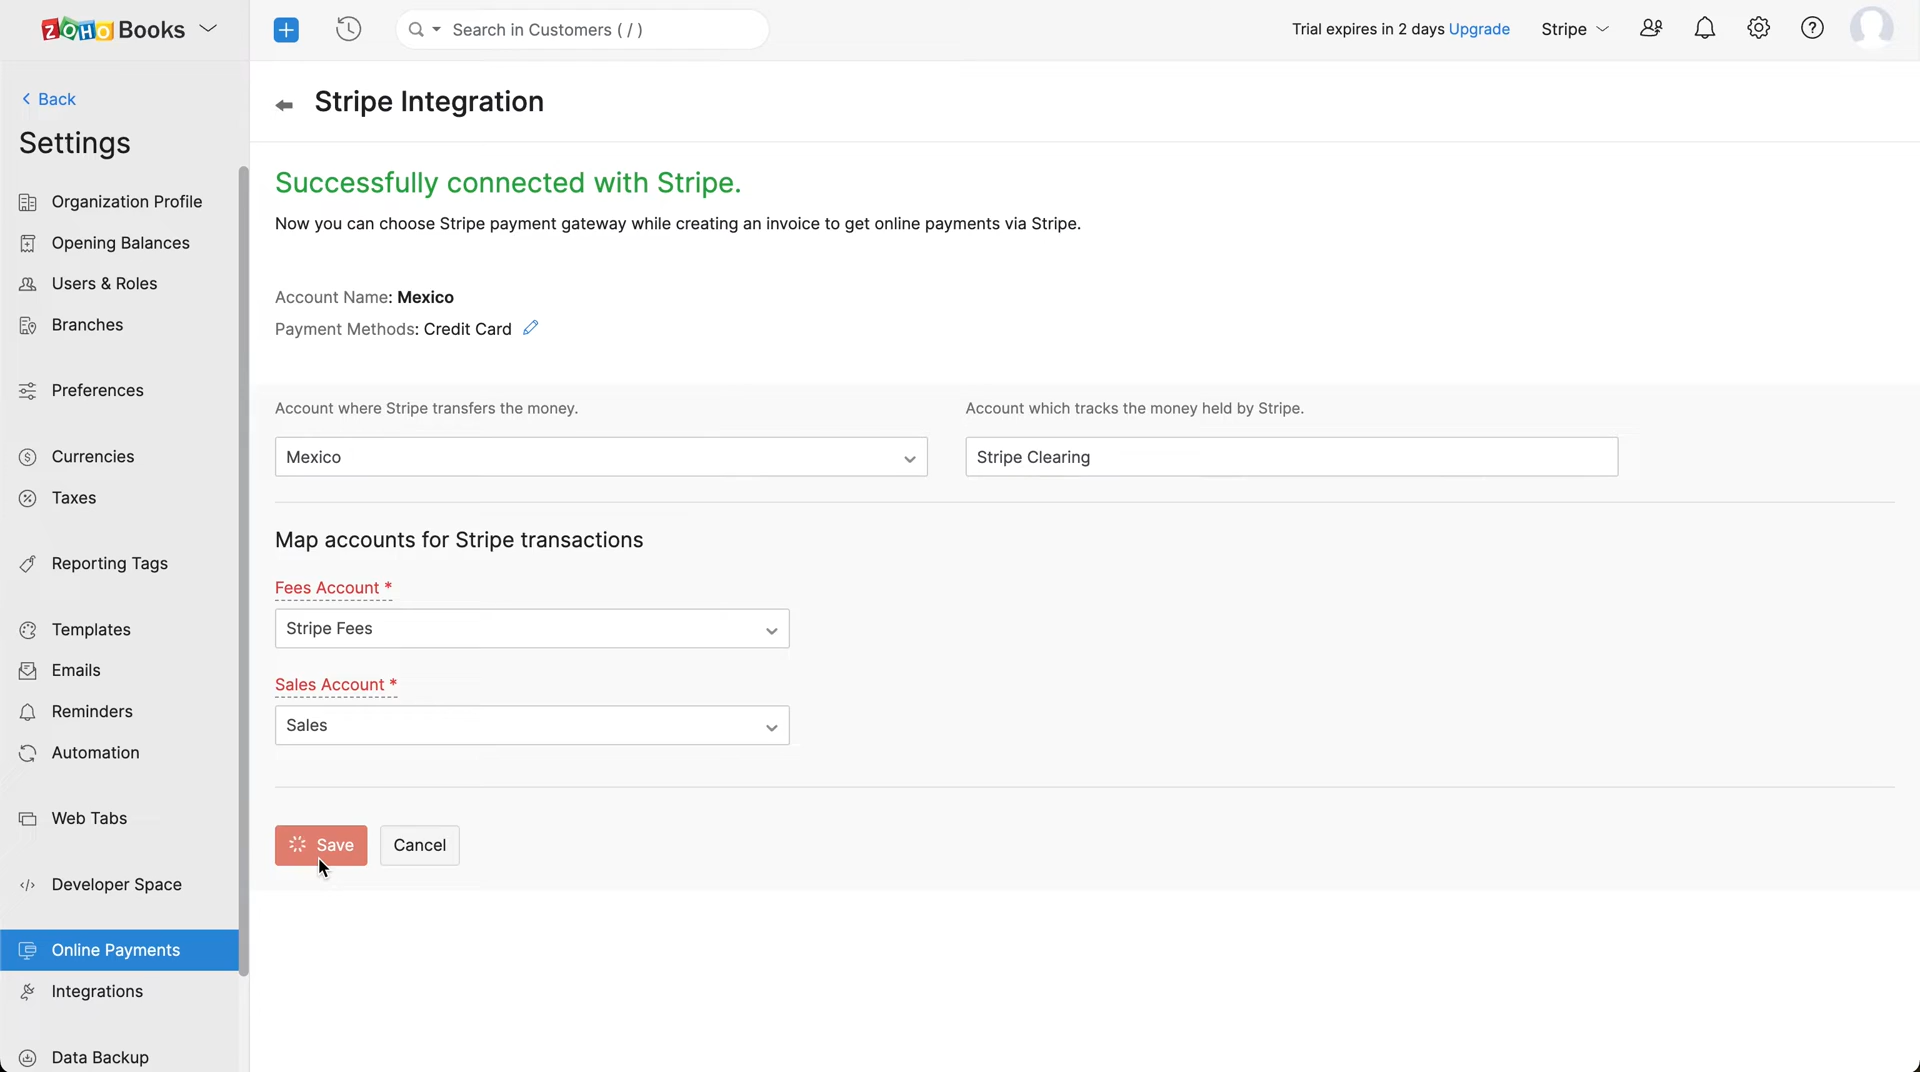 ZOHO Books
Search in Customers ( / )
Trial expires in 2 days Upgrade
Stripe
Back
Settings
Organization Profile
Opening Balances
Users & Roles
Branches
Preferences
Currencies
Taxes
Reporting Tags
Templates
Emails
Reminders
Automation
Web Tabs
Developer Space
Online Payments
Integrations
Data Backup
Stripe Integration
Successfully connected with Stripe.
Now you can choose Stripe payment gateway while creating an invoice to get online payments via Stripe.
Account Name: Mexico
Payment Methods: Credit Card
Account where Stripe transfers the money.
Mexico
Account which tracks the money held by Stripe.
Stripe Clearing
Map accounts for Stripe transactions
Fees Account *
Stripe Fees
Sales Account *
Sales
Save
Cancel